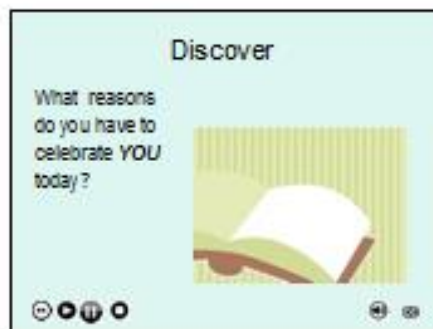 Discover
What reasons
do you have to
celebrate YOU
today?